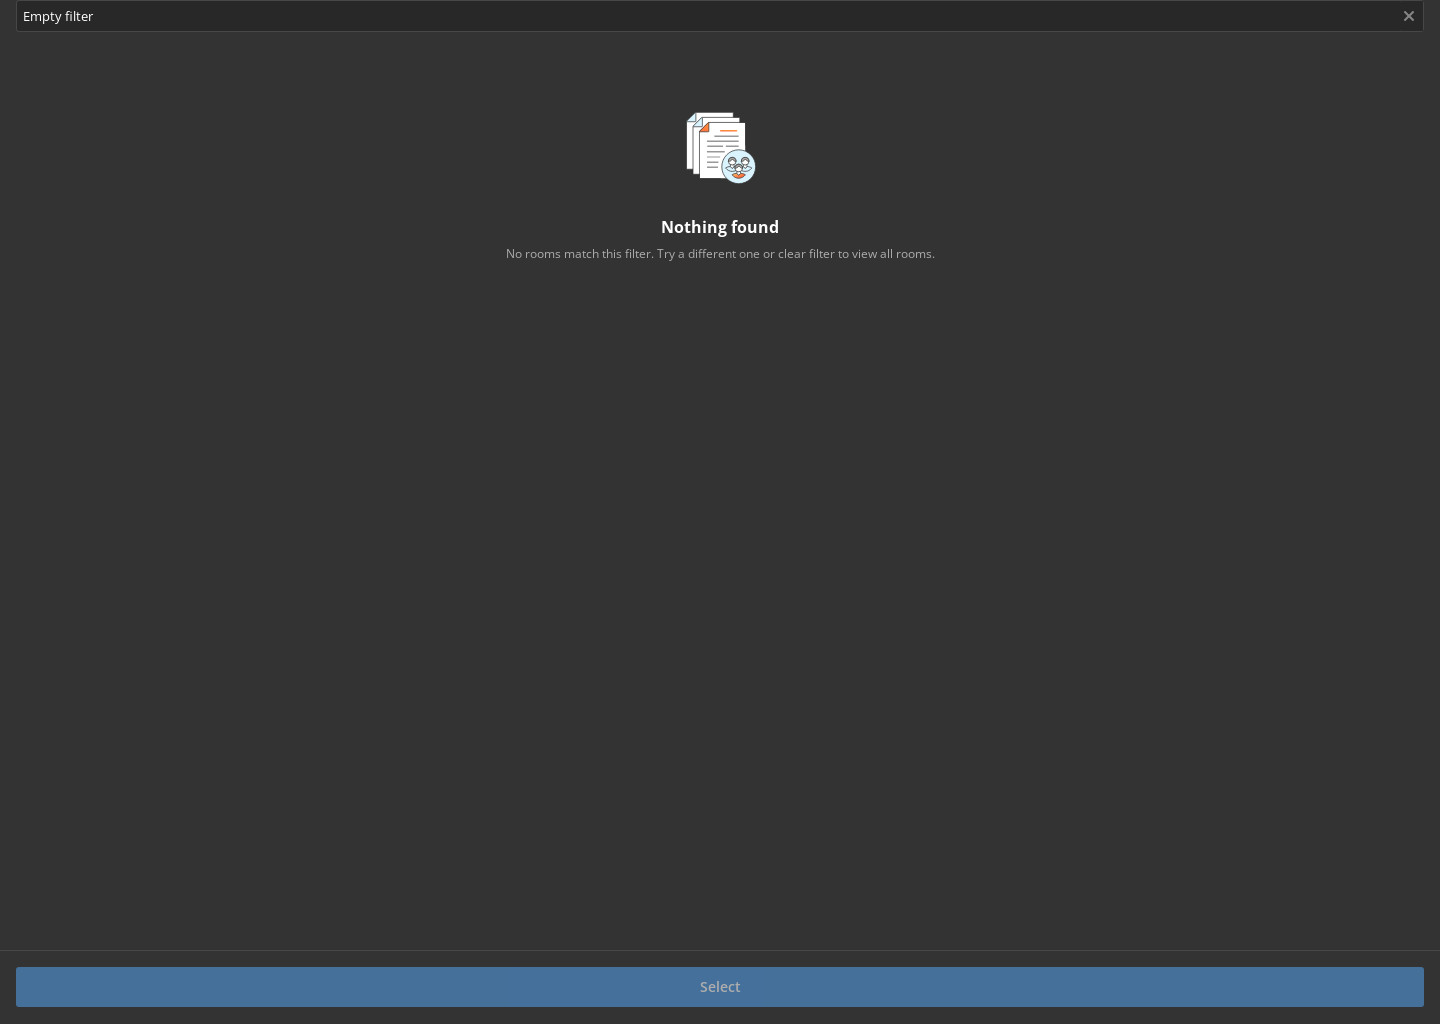 Empty filter
Nothing found
No rooms match this filter. Try a different one or clear filter to view all rooms.
Select